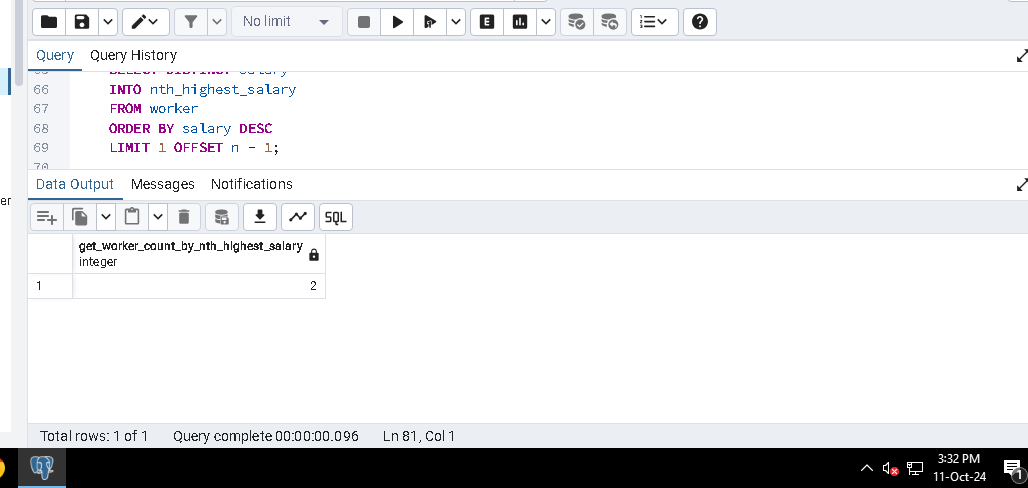 No limit
E
Query Query History
66 INTO nth_highest_salary
67 FROM worker
68 ORDER BY salary DESC
69 LIMIT 1 OFFSET n - 1;
70
Data Output Messages Notifications
er
SQL
get_worker_count_by_nth_highest_salary
integer
1 2
Total rows: 1 of 1 Query complete 00:00:00.096 Ln 81, Col 1
3:32 PM
11-Oct-24
1